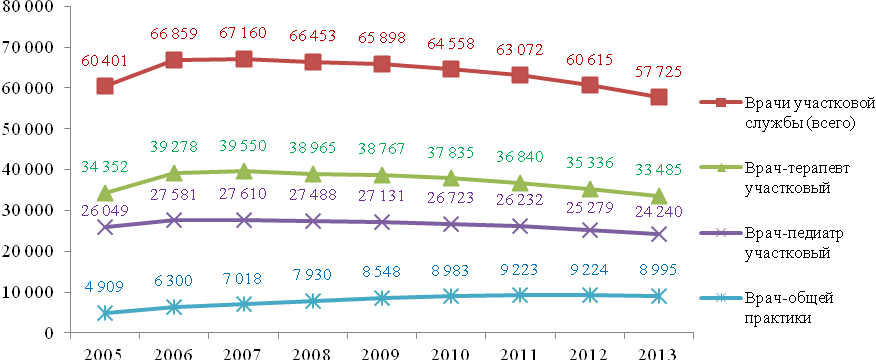 80 000
70 000
60 000
50 000
40 000
30 000
20 000
10 000
0
60 401 66 859 67 160 66 453 65 898 64 558 63 072 60 615 57 725
34 352 39 278 39 550 38 965 38 767 37 835 36 840 35 336 33 485
26 049 27 581 27 610 27 488 27 131 26 723 26 232 25 279 24 240
4 909 6 300 7 018 7 930 8 548 8 983 9 223 9 224 8 995
2005 2006 2007 2008 2009 2010 2011 2012 2013
Врачи участковой
службы (всего)
Врач-терапевт
участковый
Врач-педиатр
участковый
Врач-общей
практики